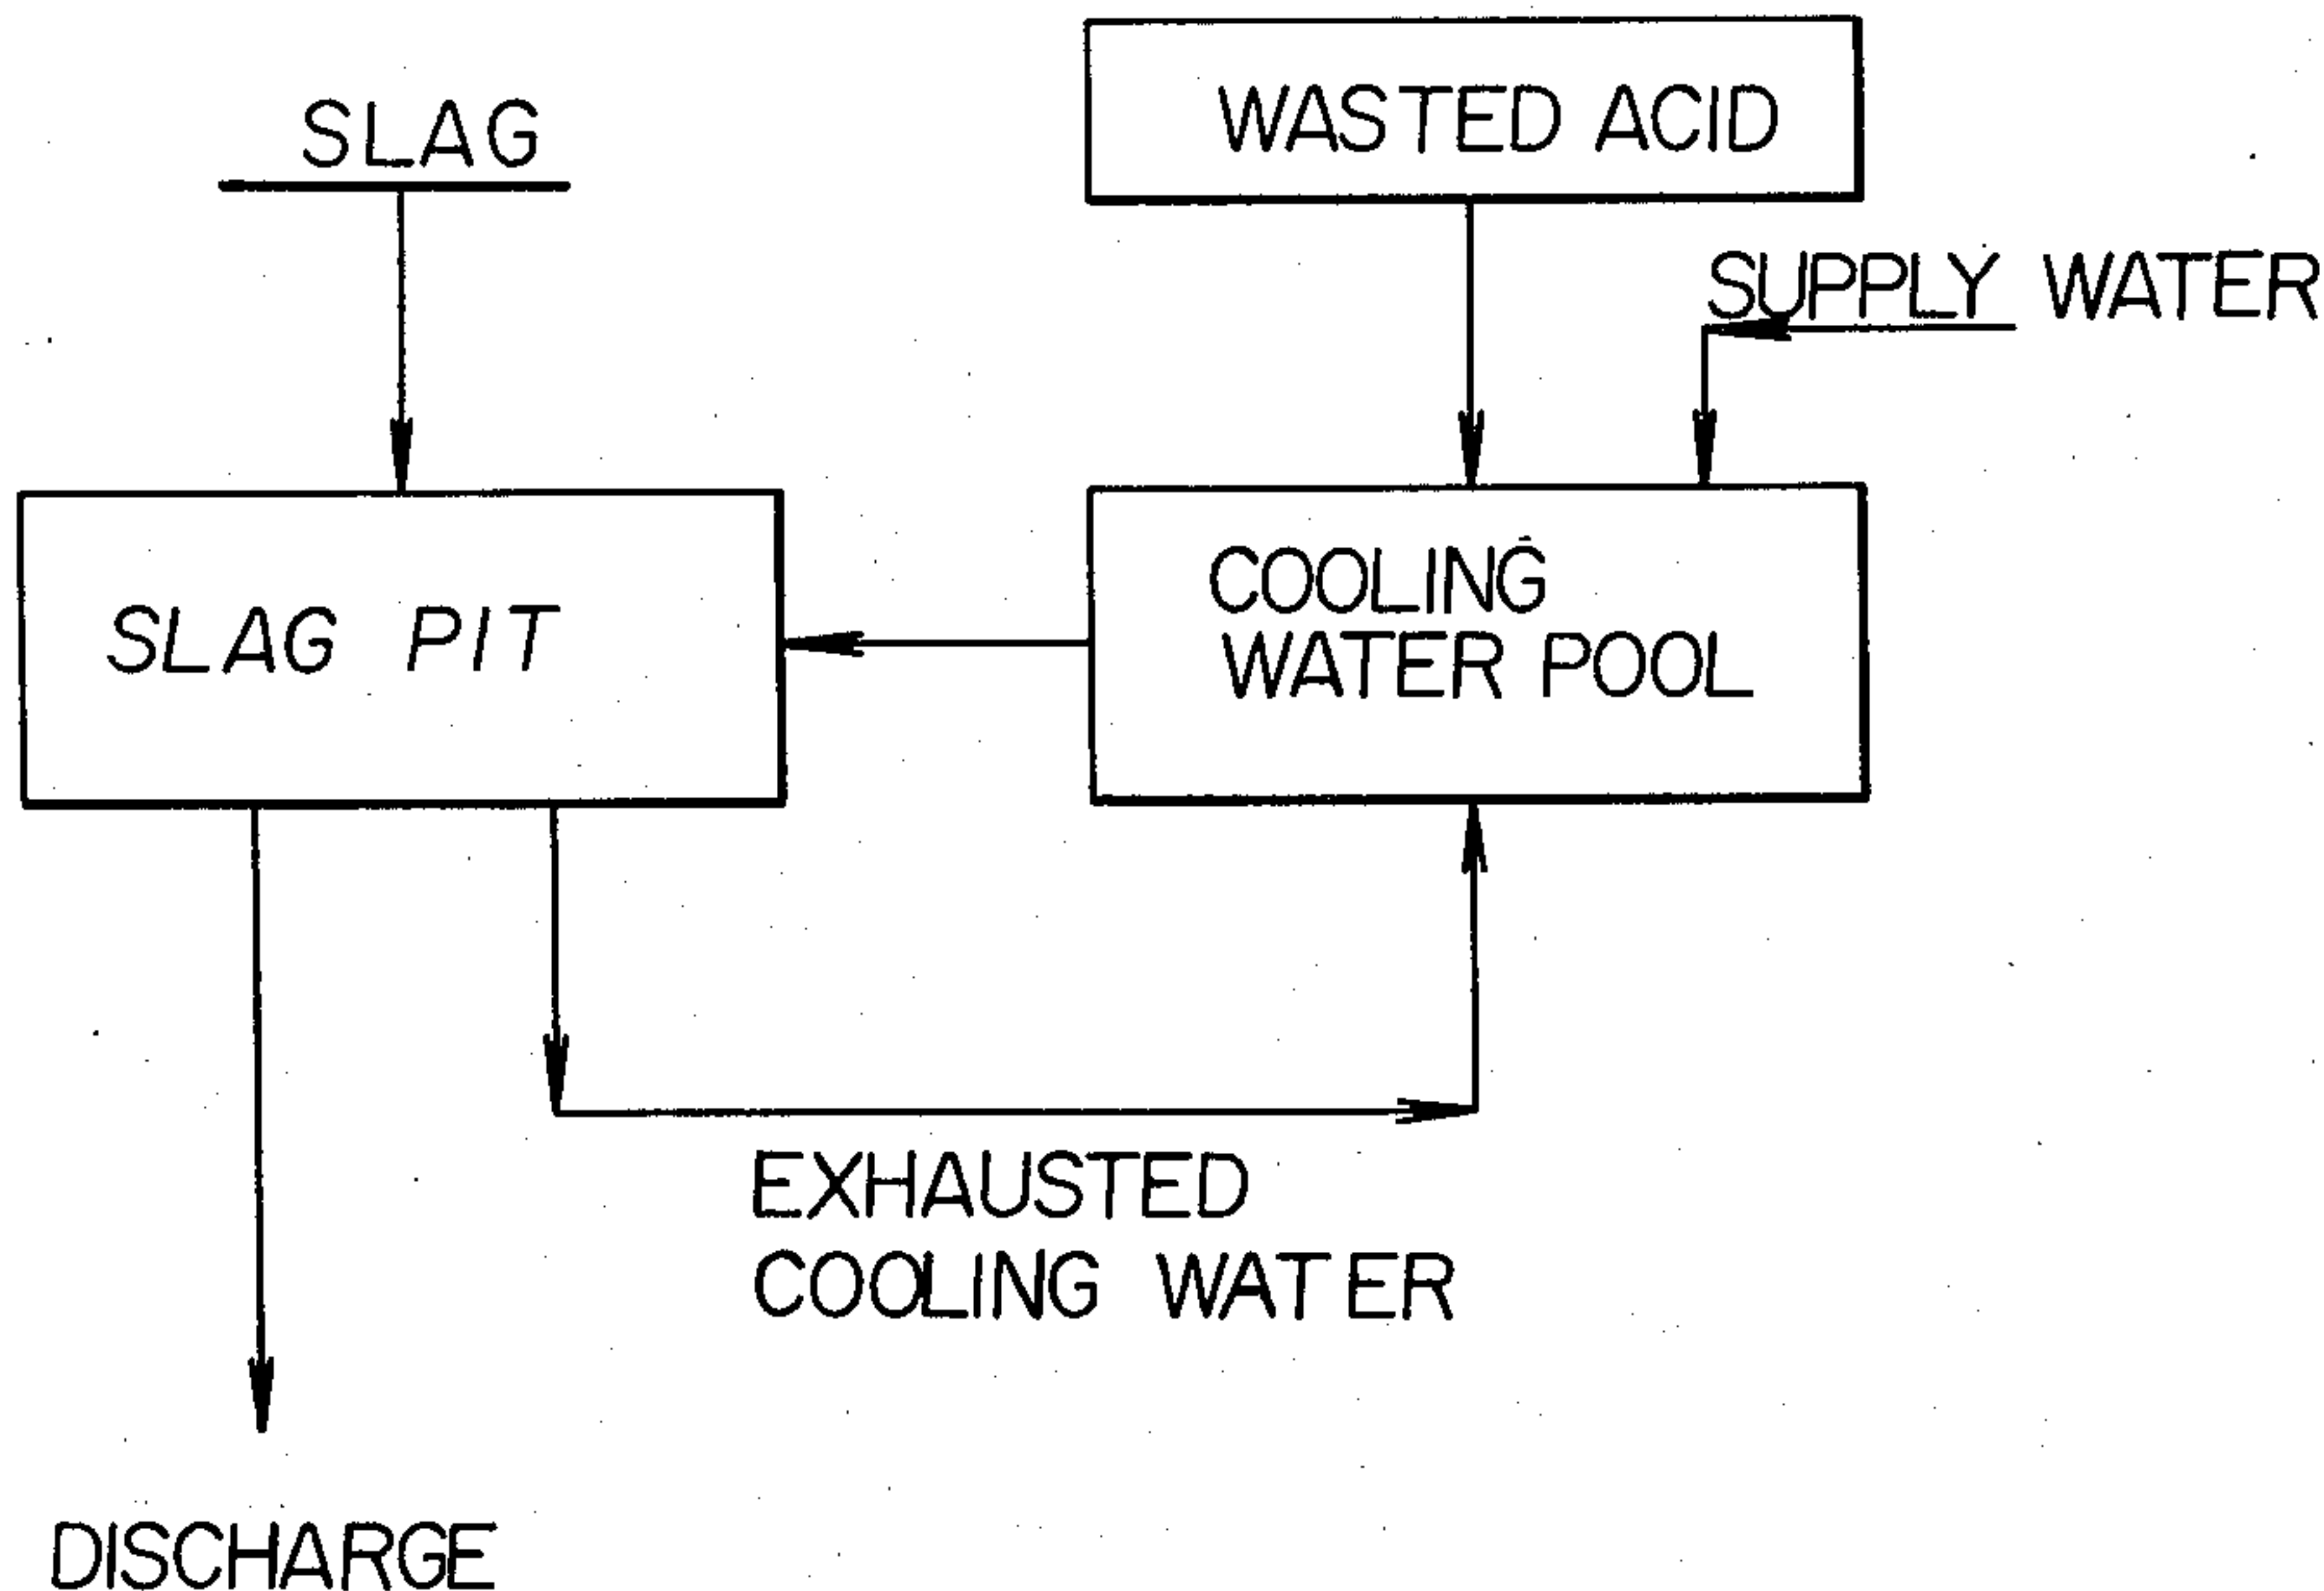 SLAG
WASTED ACID
SUPPLY WATER
SLAG PIT
COOLING
WATER POOL
EXHAUSTED
COOLING WATER
DISCHARGE